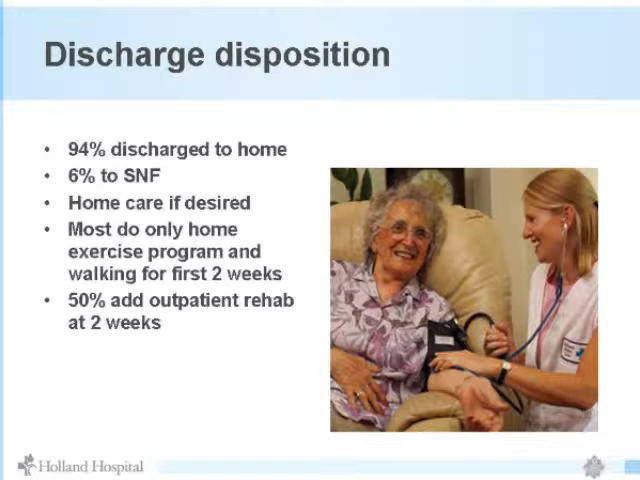 Discharge disposition
• 94% discharged to home
• 6% to SNF
• Home care if desired
• Most do only home
exercise program and
walking for first 2 weeks
• 50% add outpatient rehab
at 2 weeks
Holland Hospital